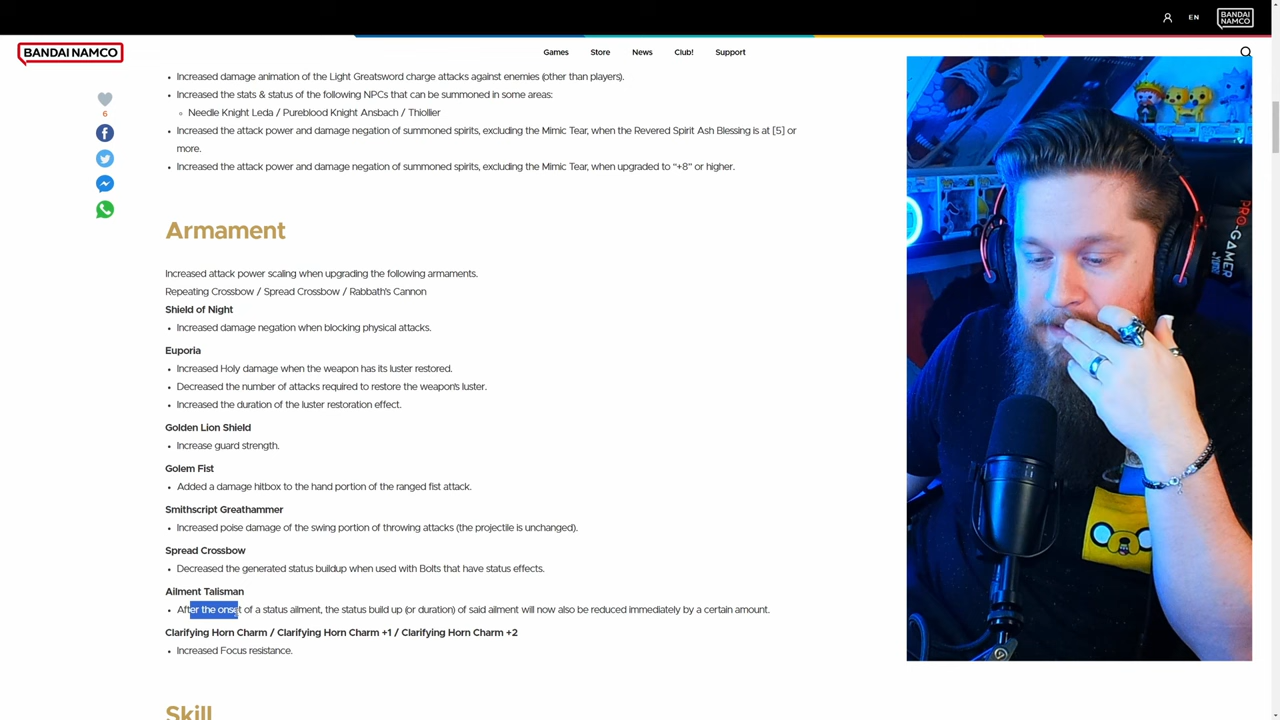 EN
BANDAI
NAMCO
BANDAI NAMCO
Games Store News Club! Support
Increased damage animation of the Light Greatsword charge attacks against enemies (other than players).
6
Increased the stats & status of the following NPCs that can be summoned in some areas:
Needle Knight Leda / Pureblood Knight Ansbach / Thiollier
Increased the attack power and damage negation of summoned spirits, excluding the Mimic Tear, when the Revered Spirit Ash Blessing is at [5] or
more.
Increased the attack power and damage negation of summoned spirits, excluding the Mimic Tear, when upgraded to "+8" or higher.
Armament
Increased attack power scaling when upgrading the following armaments.
Repeating Crossbow / Spread Crossbow / Rabbath's Cannon
Shield of Night
Increased damage negation when blocking physical attacks.
Euporia
Increased Holy damage when the weapon has its luster restored.
Decreased the number of attacks required to restore the weapon's luster.
Increased the duration of the luster restoration effect.
Golden Lion Shield
Increase guard strength.
Golem Fist
Added a damage hitbox to the hand portion of the ranged fist attack.
Smithscript Greathammer
Increased poise damage of the swing portion of throwing attacks (the projectile is unchanged).
Spread Crossbow
Decreased the generated status buildup when used with Bolts that have status effects.
Ailment Talisman
After the onset of a status ailment, the status build up (or duration) of said ailment will now also be reduced immediately by a certain amount.
Clarifying Horn Charm / Clarifying Horn Charm +1 / Clarifying Horn Charm +2
Increased Focus resistance.
Skill
PRO-GAMER